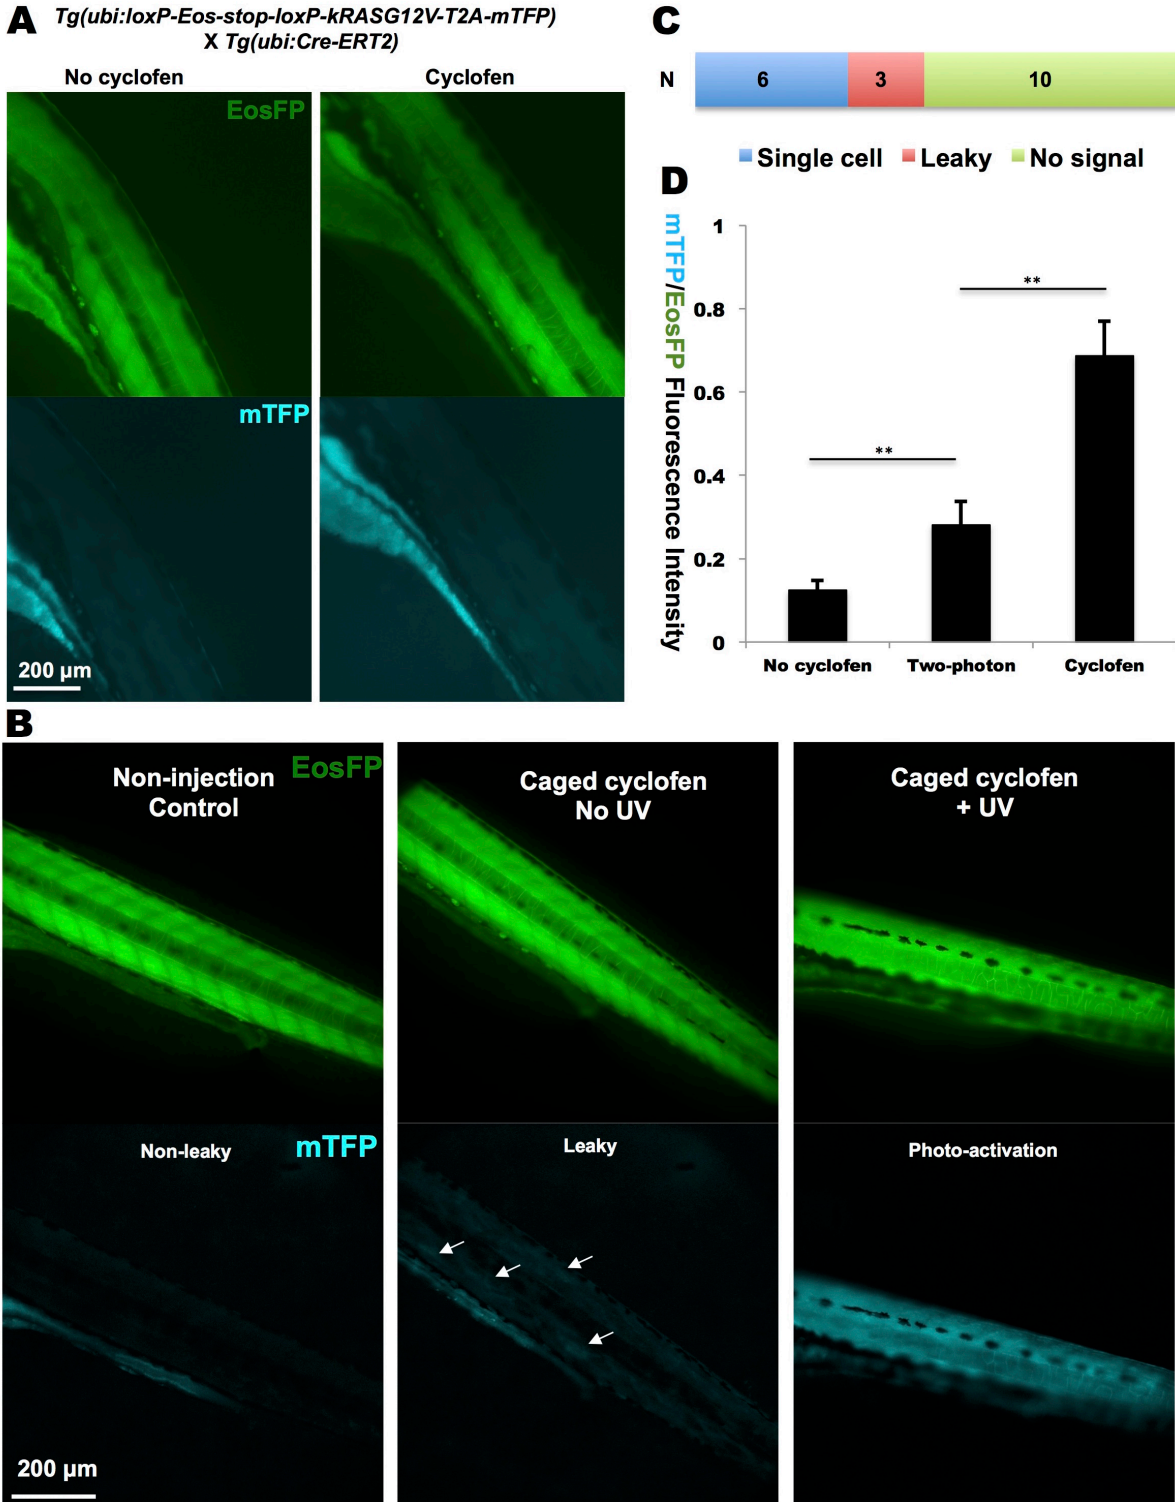 A
Tg(ubi:loxP-Eos-stop-loxP-kRASG12V-T2A-mTFP)
X Tg(ubi:Cre-ERT2)
No cyclofen
Cyclofen
EosFP
mTFP
200 µm
C
N
6
3
10
Single cell
Leaky
No signal
D
mTFP/EosFP Fluorescence Intensity
1
0.8
0.6
0.4
0.2
0
**
**
No cyclofen
Two-photon
Cyclofen
B
Non-injection
Control
EosFP
Caged cyclofen
No UV
Caged cyclofen
+ UV
Non-leaky
mTFP
Leaky
Photo-activation
200 µm